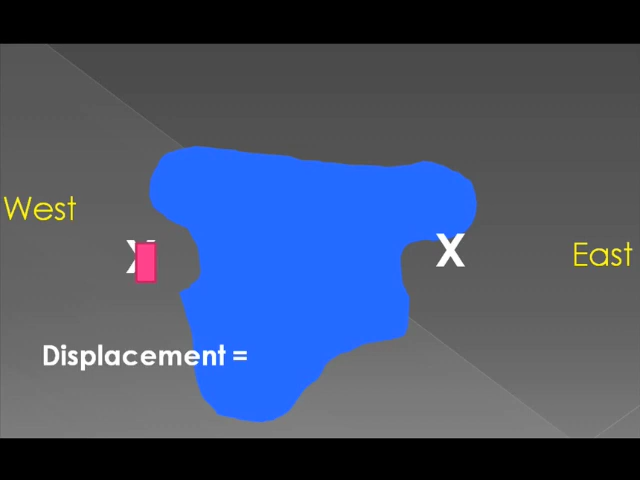 West
X
X
East
Displacement =